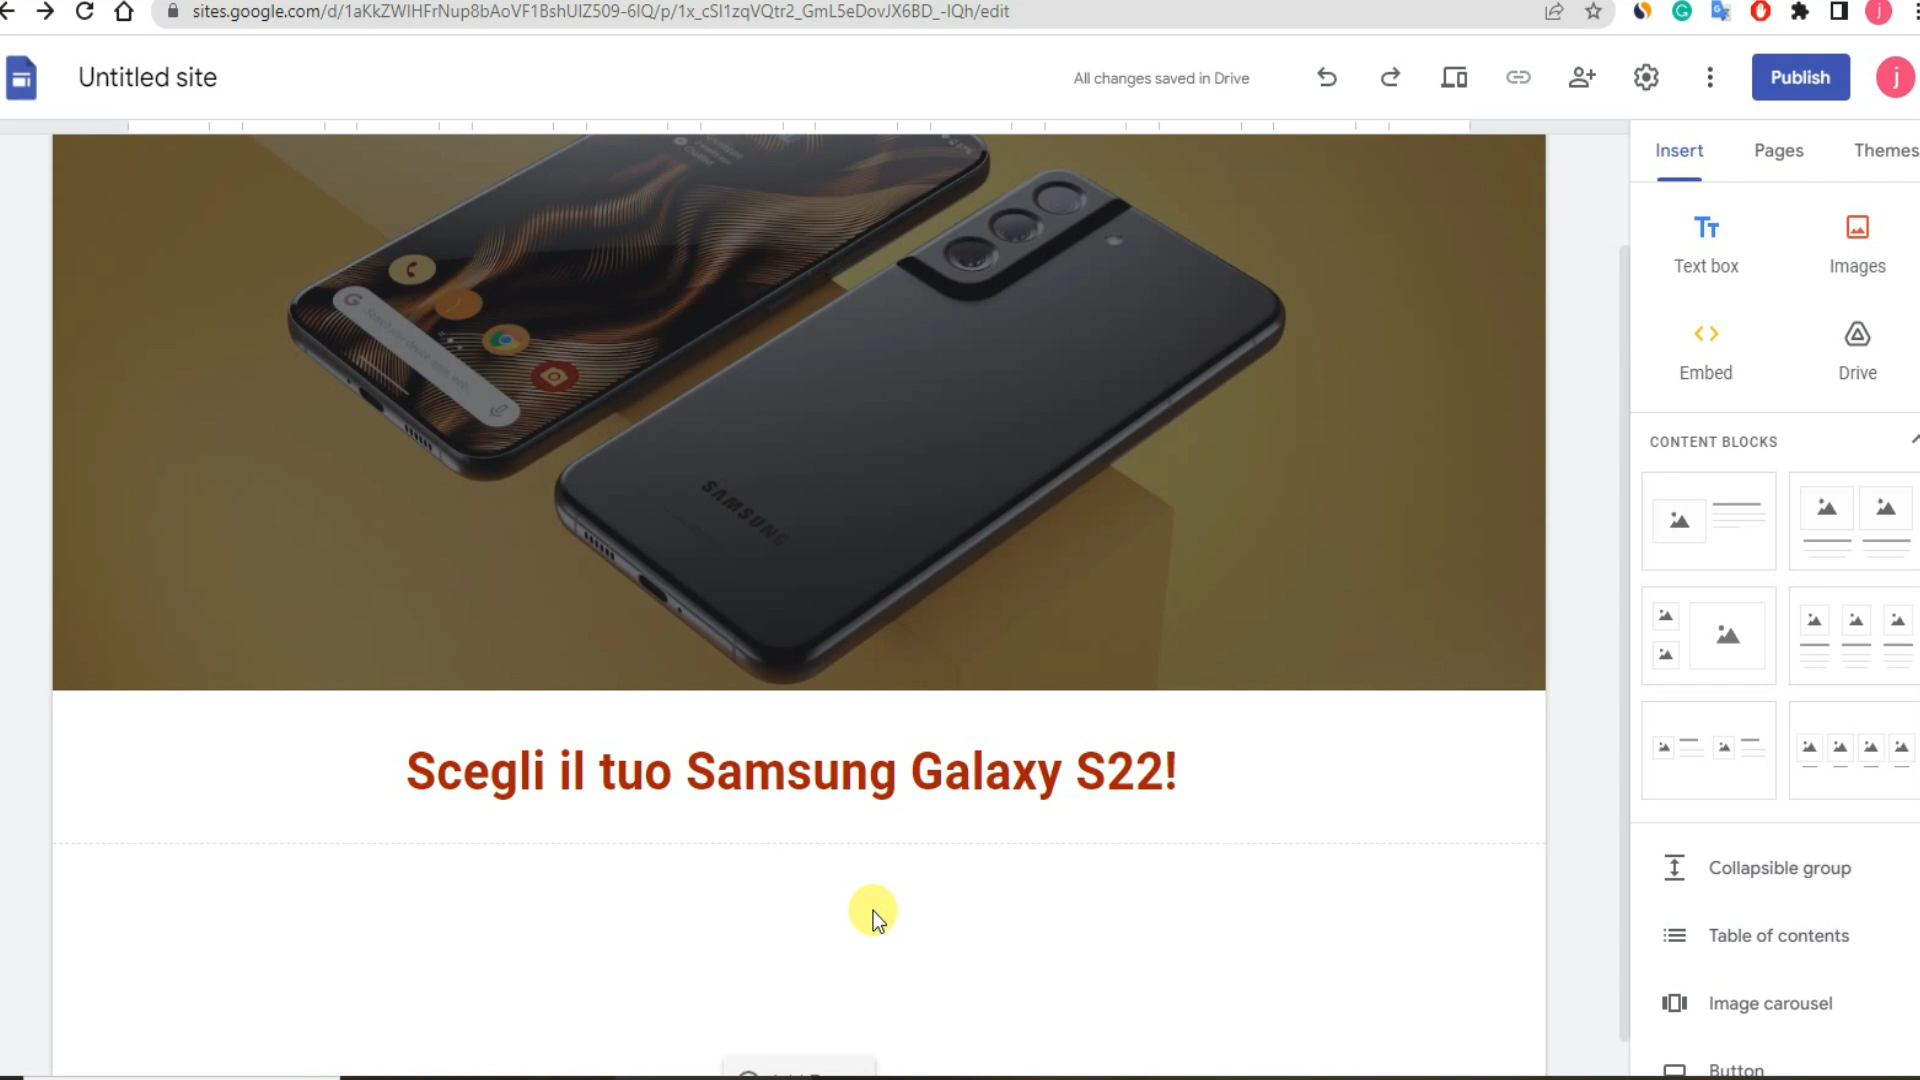 sites.google.com/d/1aKkZWIHFrNup8bAoVF1BshUIZ509-6IQ/p/1x_cSI1zqVQtr2_GmL5eDovJX6BD_-IQh/edit
Untitled site
All changes saved in Drive
Publish
j
Insert
Pages
Themes
Text box
Images
Embed
Drive
CONTENT BLOCKS
SAMSUNG
Scegli il tuo Samsung Galaxy S22!
Collapsible group
Table of contents
Image carousel
Button